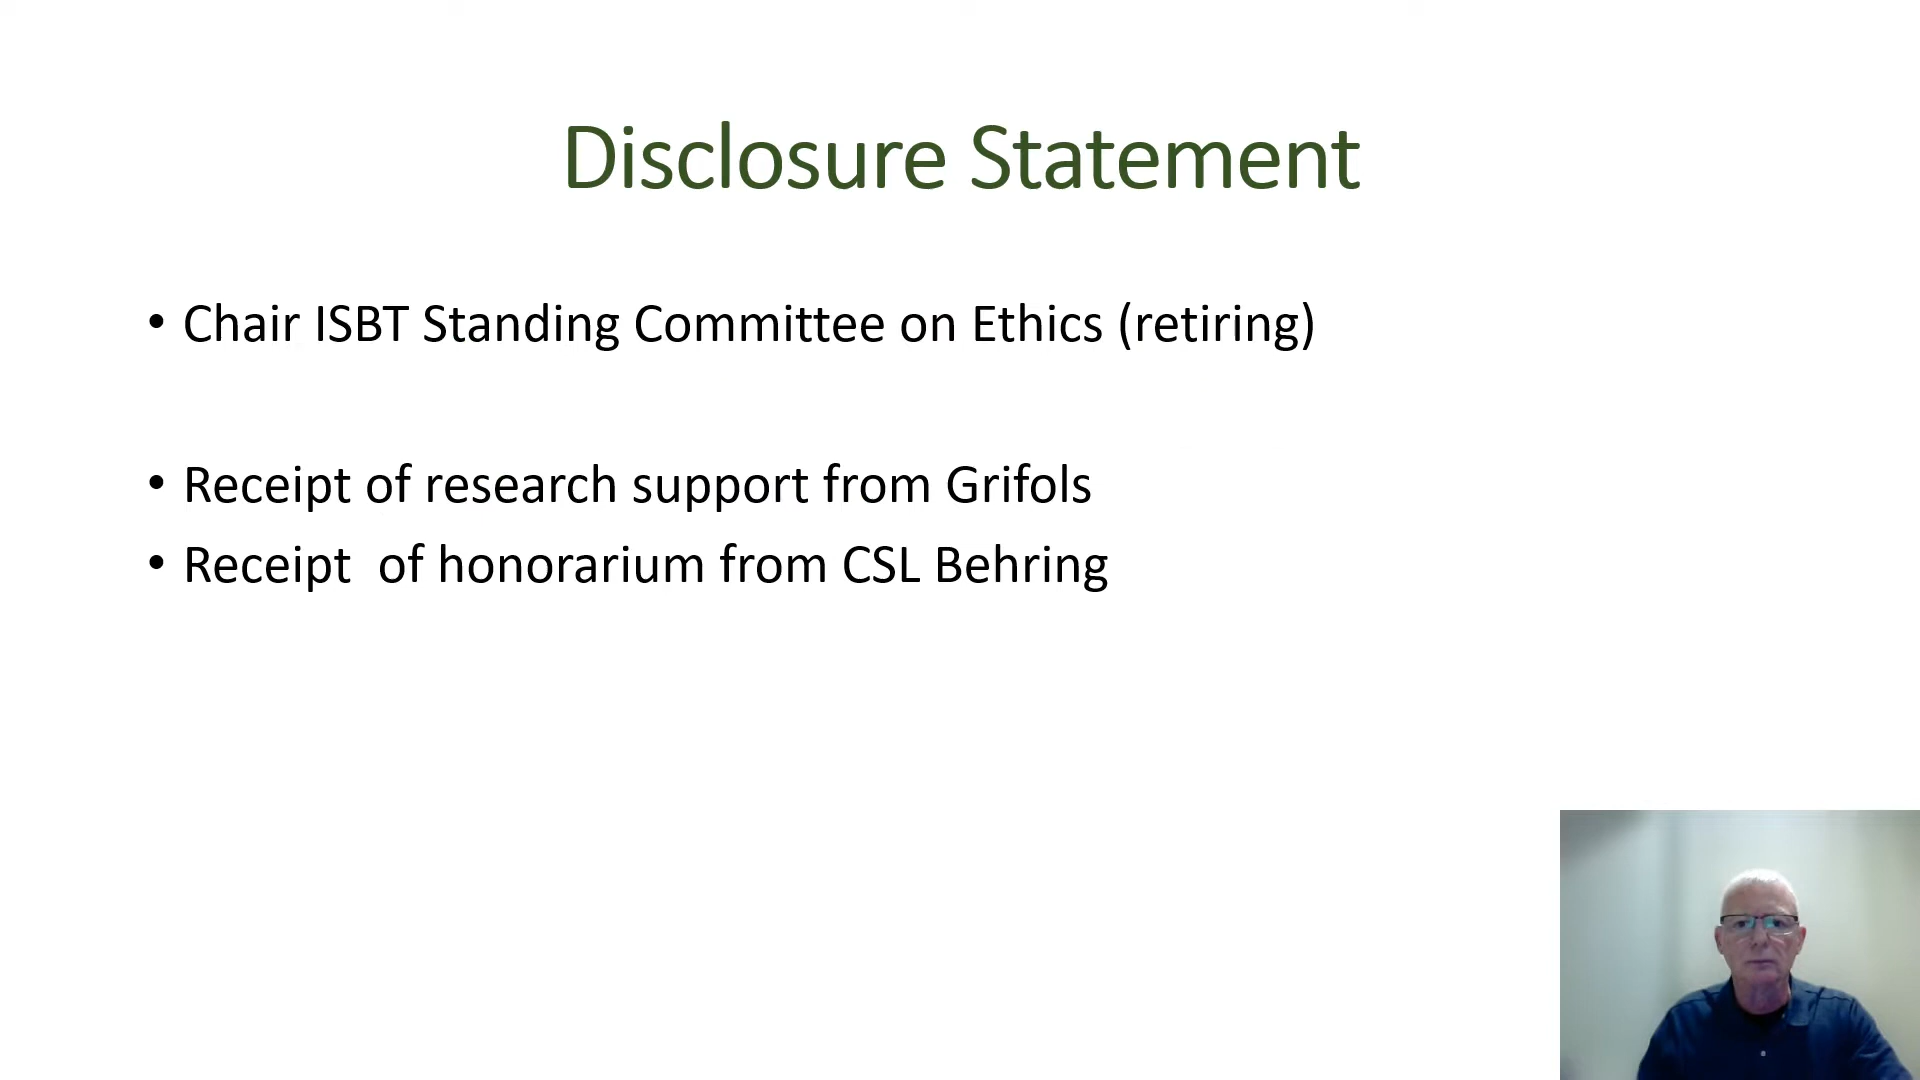 Disclosure Statement
• Chair ISBT Standing Committee on Ethics (retiring)
• Receipt of research support from Grifols
• Receipt  of honorarium from CSL Behring